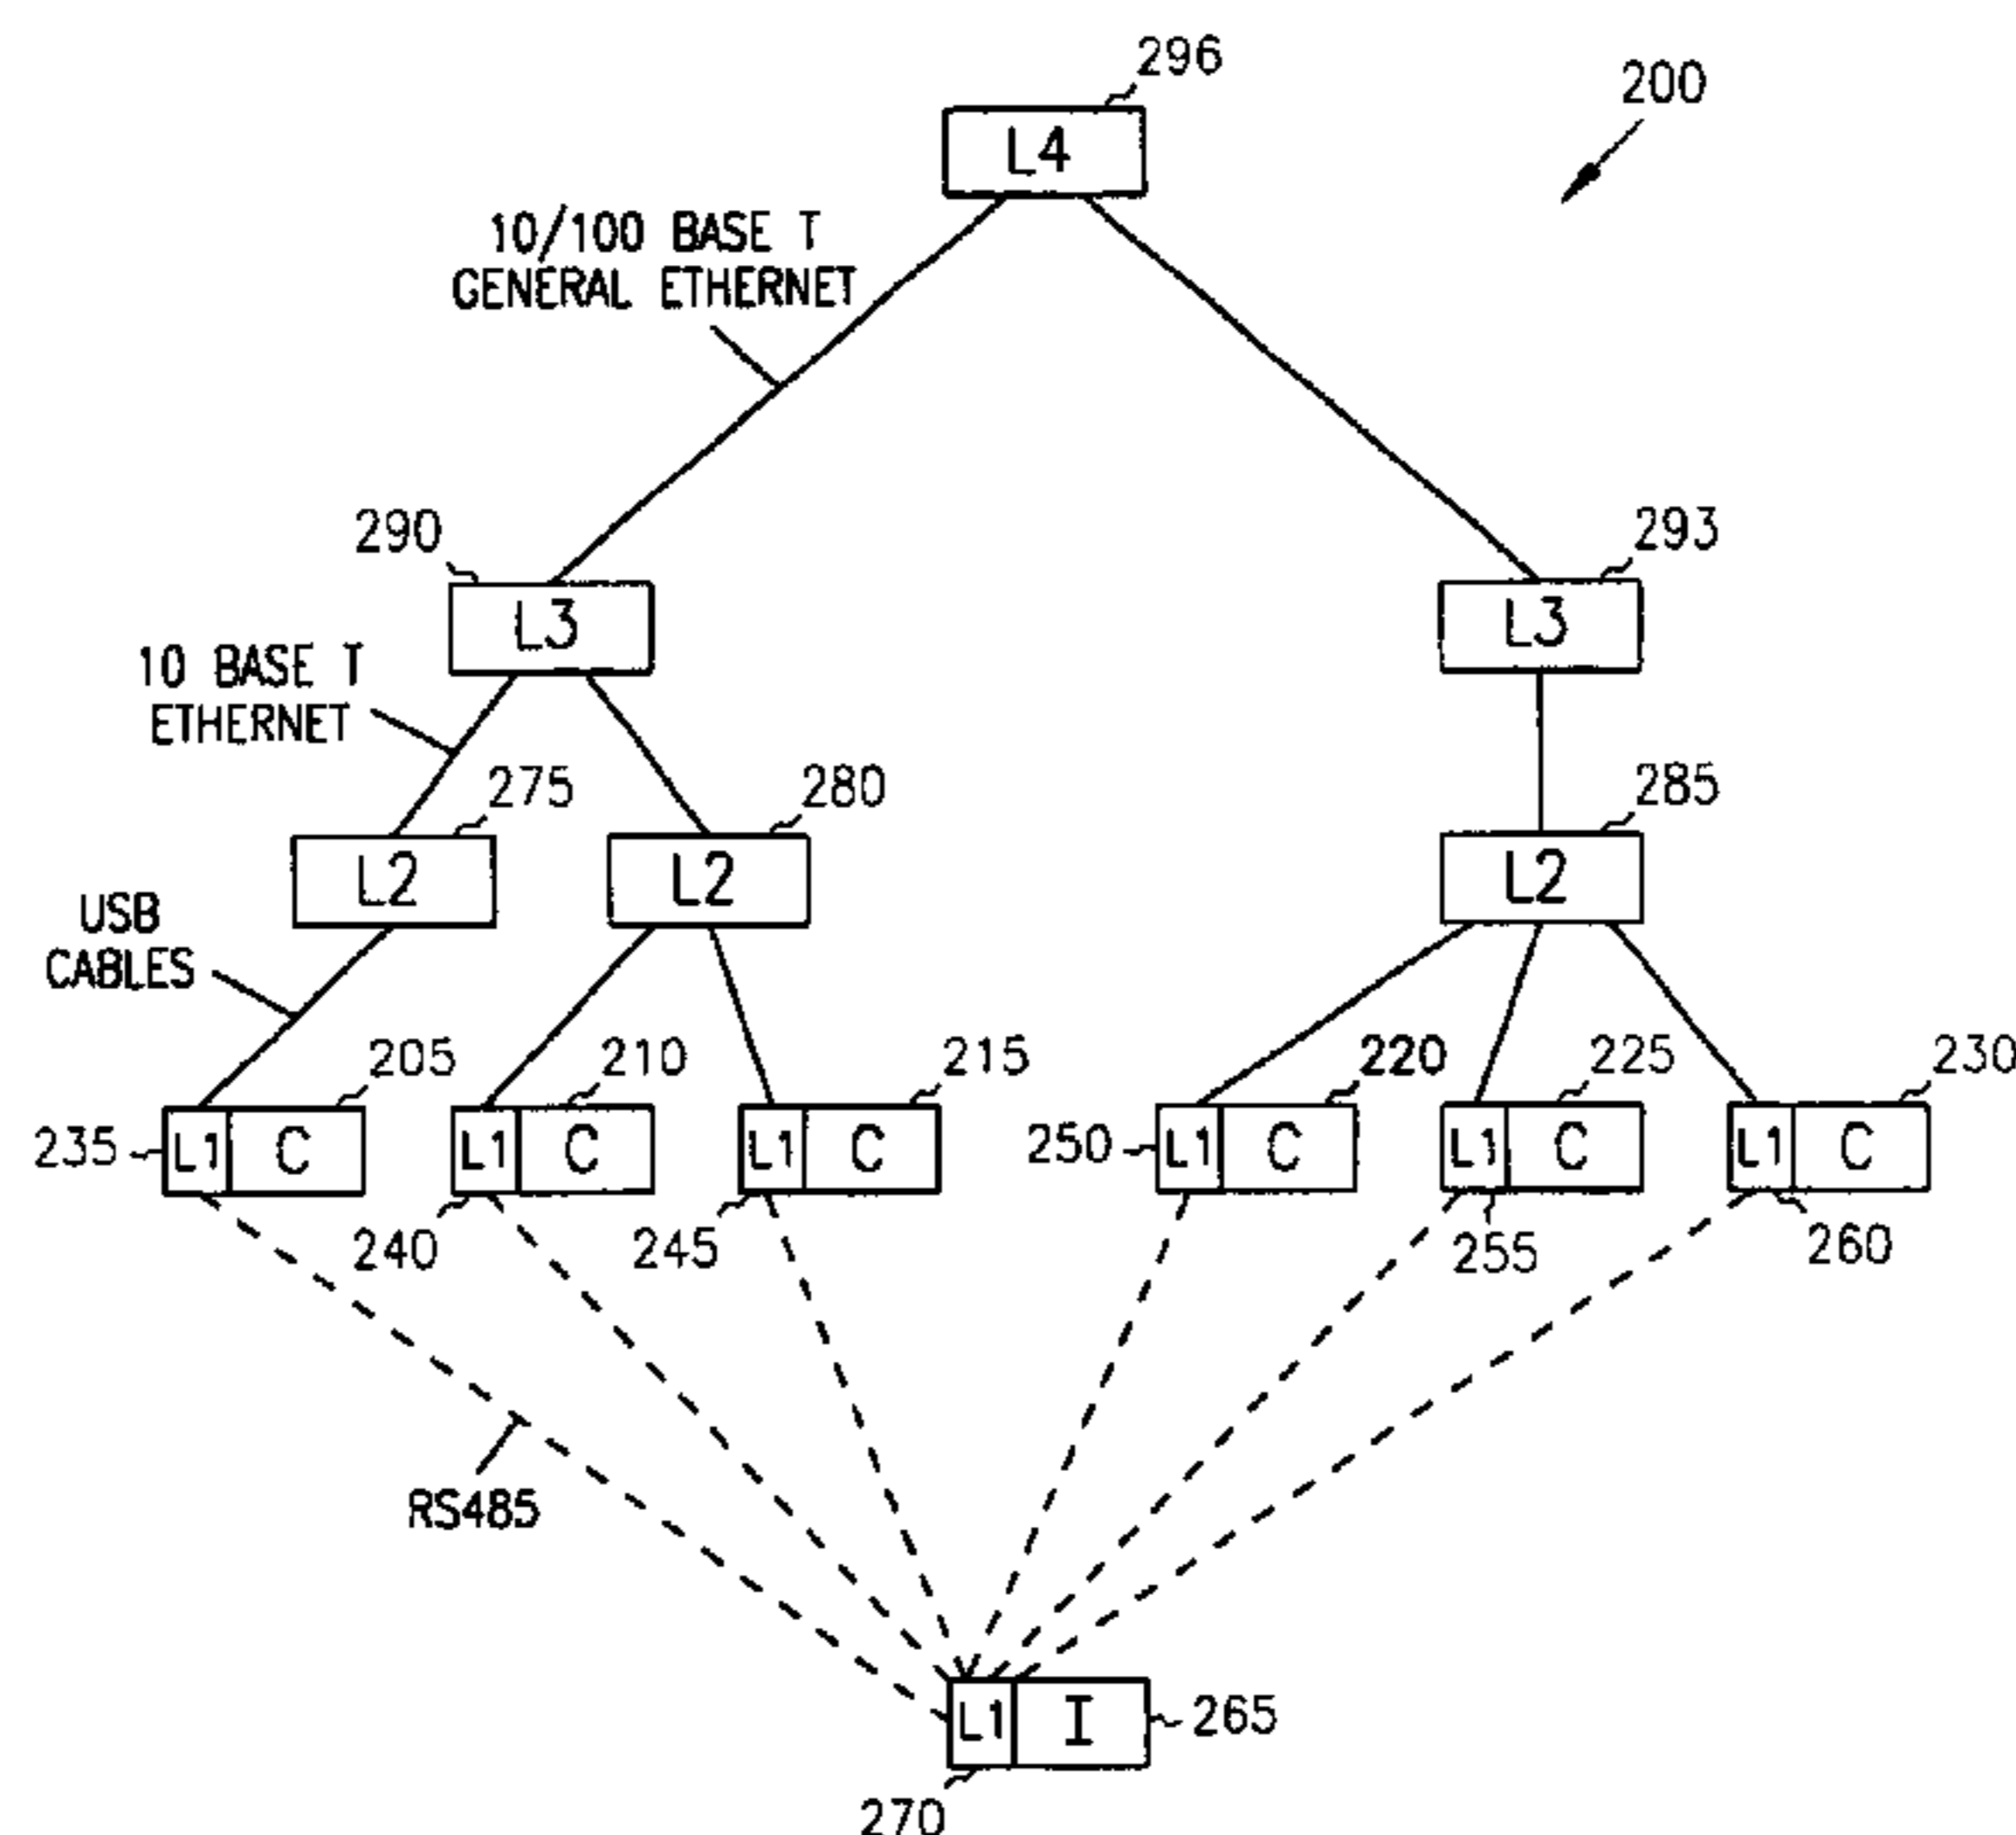 296
200
L4
10/100 BASE T
GENERAL ETHERNET
290
293
L3
L3
10 BASE T
ETHERNET
275
280
285
L2
L2
L2
USB
CABLES
205
210
215
220
225
230
235
L1 C
L1 C
L1 C
250
L1 C
L1 C
L1 C
240
245
255
260
RS485
L1 I
265
270